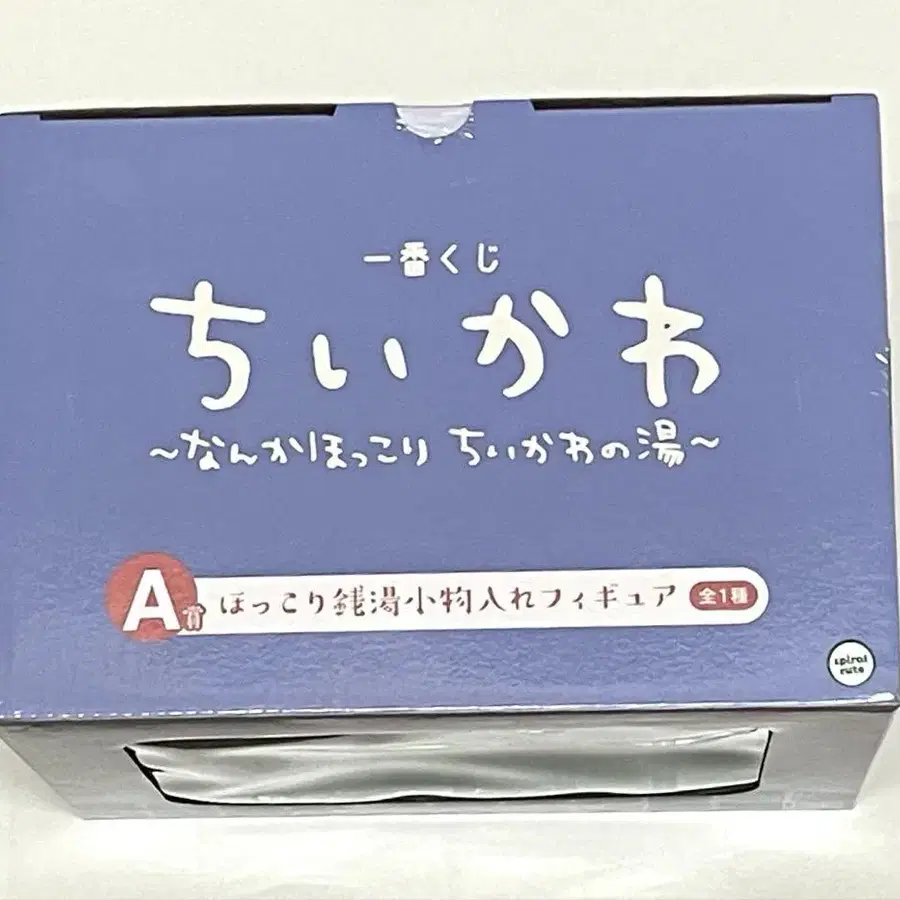 一番くじ
ちいかわ
~なんかほっこり ちいかわの湯~
A賞 ほっこり銭湯小物入れフィギュア 全1種
spiral
cute